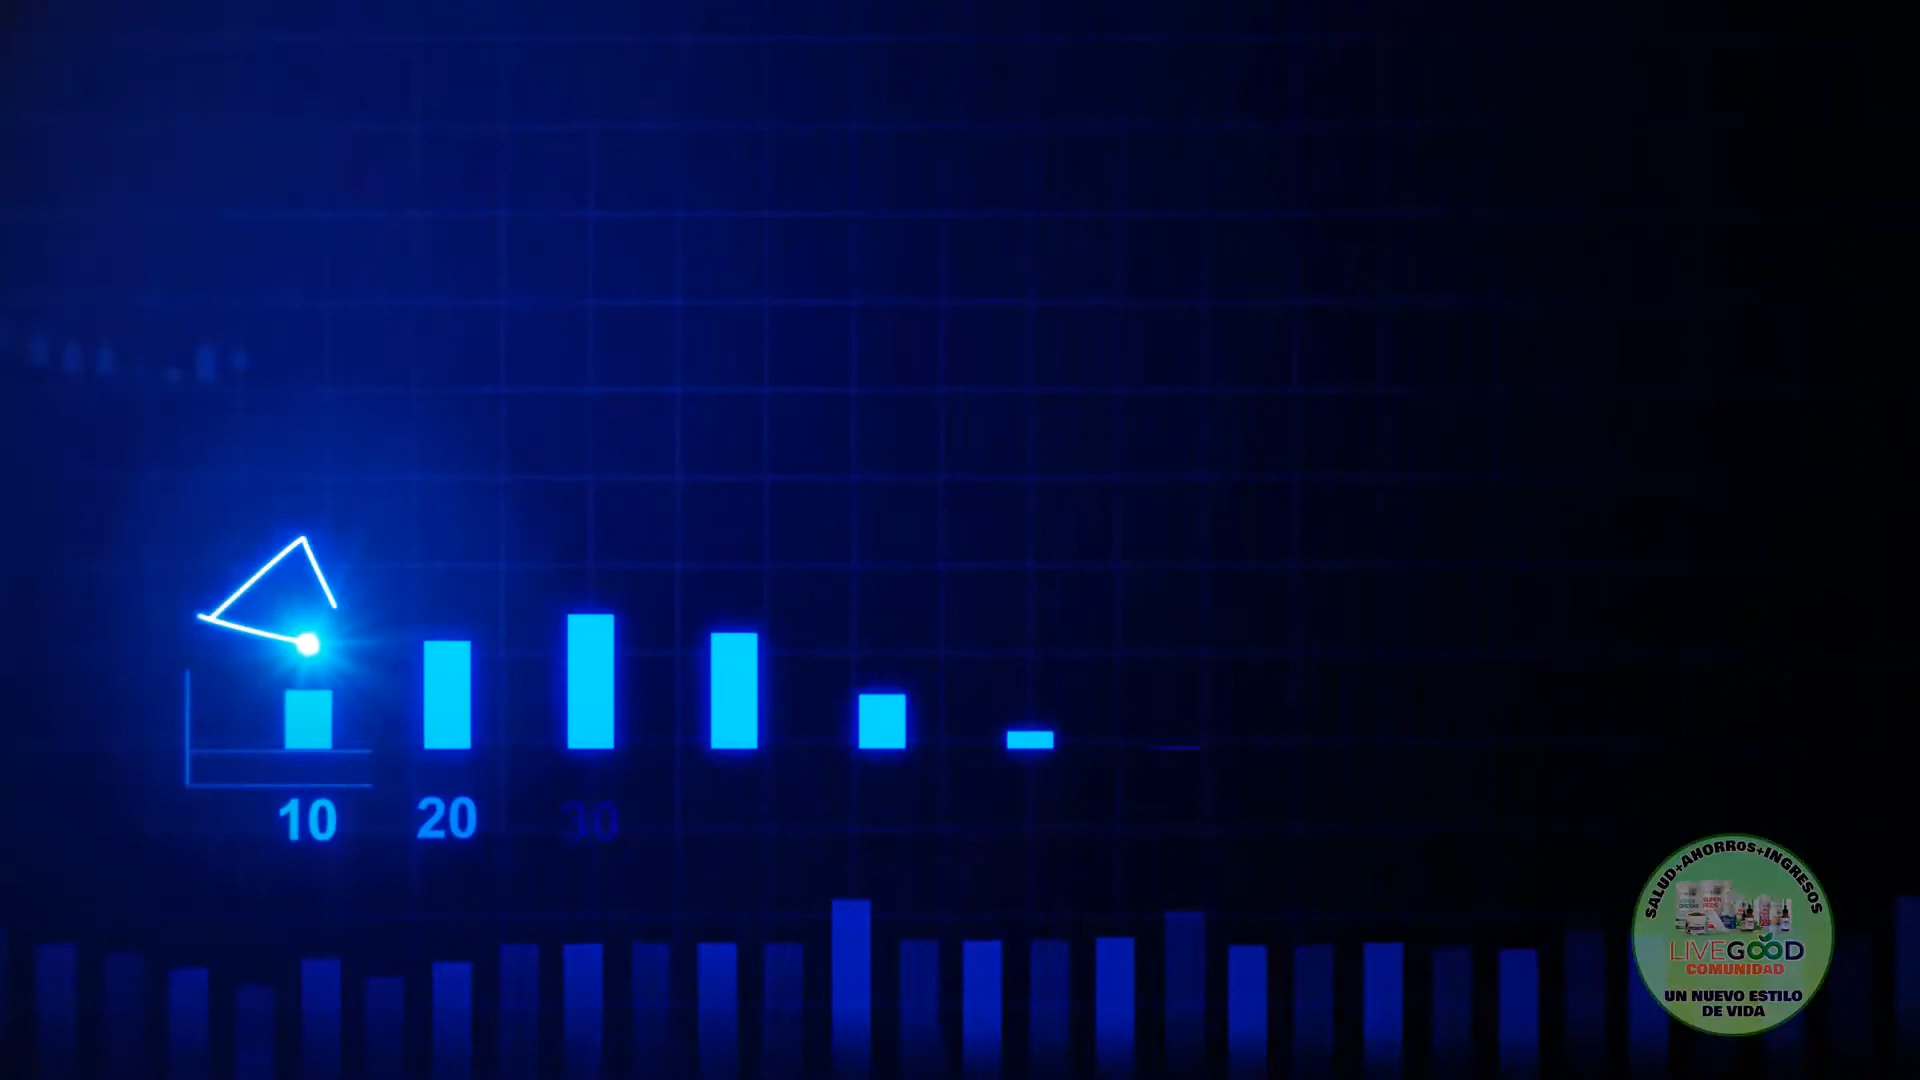 10 20 30
SALUD+AHORROS+INGRESOS
LIVEGOOD
COMUNIDAD
UN NUEVO ESTILO
DE VIDA